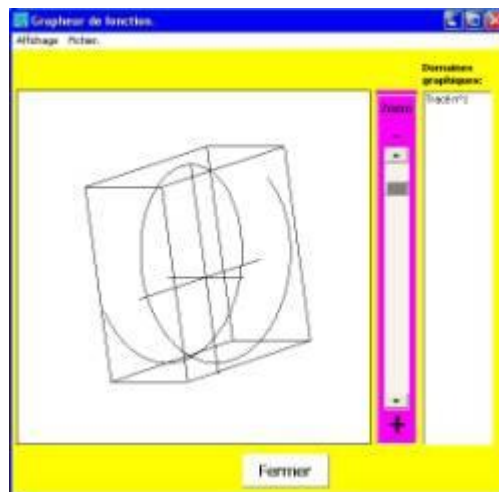 Grapheur de fonction.
Affichage Fichier.
Domaines
graphiques:
Tracé n°1
Zoom
-
+
Fermer